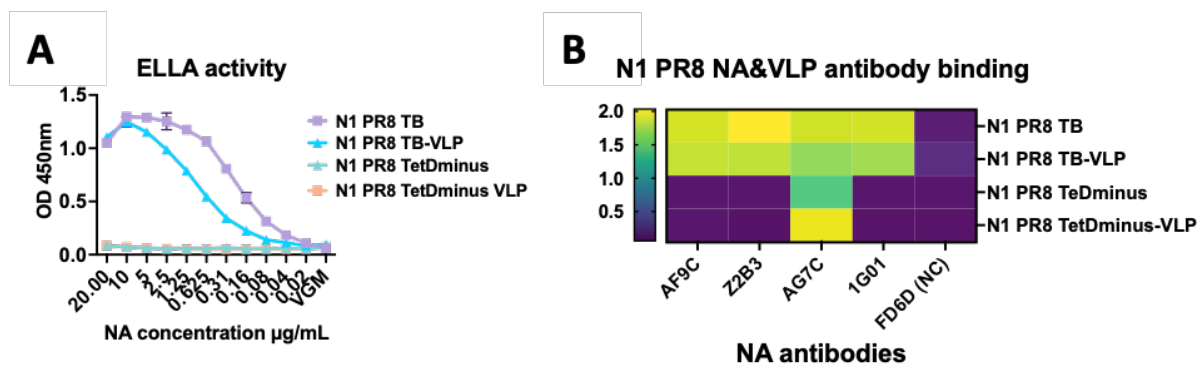 A
ELLA activity
1.5
1.0
0.5
0.0
OD 450nm
20.00
10
5
2.5
1.25
0.625
0.31
0.16
0.08
0.04
0.02
VGM
NA concentration µg/mL
N1 PR8 TB
N1 PR8 TB-VLP
N1 PR8 TetDminus
N1 PR8 TetDminus VLP
B
N1 PR8 NA&VLP antibody binding
2.0
1.5
1.0
0.5
N1 PR8 TB
N1 PR8 TB-VLP
N1 PR8 TeDminus
N1 PR8 TetDminus-VLP
AF9C
Z2B3
AG7C
1G01
FD6D (NC)
NA antibodies